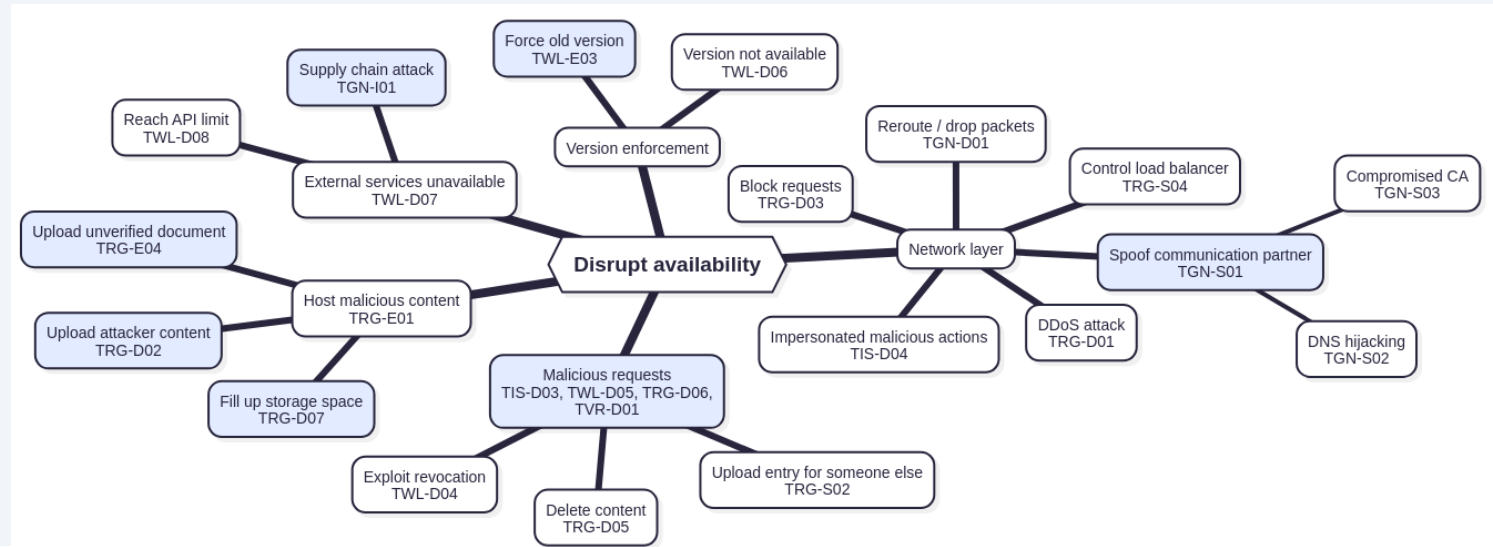 Force old version
TWL-E03
Version not available
TWL-D06
Supply chain attack
TGN-I01
Reach API limit
TWL-D08
Version enforcement
External services unavailable
TWL-D07
Reroute / drop packets
TGN-D01
Block requests
TRG-D03
Control load balancer
TRG-S04
Compromised CA
TGN-S03
Upload unverified document
TRG-E04
Disrupt availability
Network layer
Spoof communication partner
TGN-S01
Host malicious content
TRG-E01
Upload attacker content
TRG-D02
Impersonated malicious actions
TIS-D04
DDoS attack
TRG-D01
DNS hijacking
TGN-S02
Fill up storage space
TRG-D07
Malicious requests
TIS-D03, TWL-D05, TRG-D06,
TVR-D01
Exploit revocation
TWL-D04
Delete content
TRG-D05
Upload entry for someone else
TRG-S02